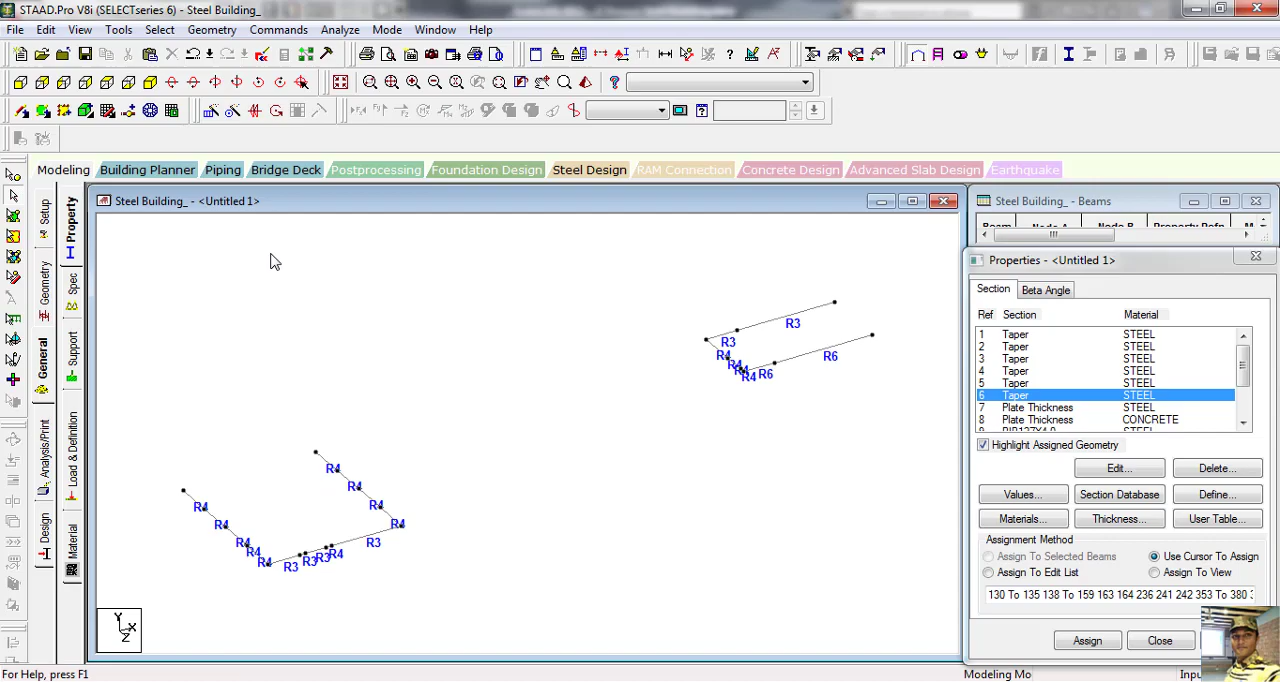 STAAD.Pro V8i (SELECTseries 6) - Steel Building_
File Edit View Tools Select Geometry Commands Analyze Mode Window Help
Modeling Building Planner Piping Bridge Deck Postprocessing Foundation Design Steel Design RAM Connection Concrete Design Advanced Slab Design Earthquake
Setup
Geometry
General
Analysis/Print
Design
Property
Spec
Support
Load & Definition
Material
Steel Building_ - <Untitled 1>
R3
R3
R6
R4
R4
R4
R4 R6
R4
R4
R4
R4
R4
R4
R4
R4
R4
R3
R3
R3
R4
R3
Y
X
Z
Steel Building_ - Beams
Beam Node A Node B Property Refn
Properties - <Untitled 1>
Section Beta Angle
Ref Section Material
1 Taper STEEL
2 Taper STEEL
3 Taper STEEL
4 Taper STEEL
5 Taper STEEL
6 Taper STEEL
7 Plate Thickness STEEL
8 Plate Thickness CONCRETE
Highlight Assigned Geometry
Edit... Delete...
Values... Section Database Define...
Materials... Thickness... User Table...
Assignment Method
Assign To Selected Beams Use Cursor To Assign
Assign To Edit List Assign To View
130 To 135 138 To 159 163 164 236 241 242 353 To 380
Assign Close
For Help, press F1
Modeling Mo Input